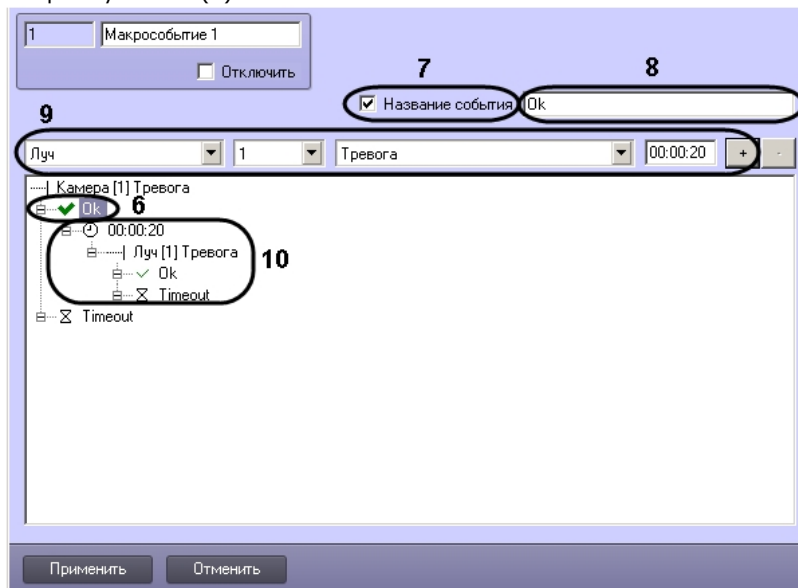 1 Макрособытие 1
Отключить
7 8
Название события Ok
9
Луч 1 Тревога 00:00:20 + -
Камера [1] Тревога
Ok 6
00:00:20
Луч [1] Тревога 10
Ok
Timeout
Timeout
Применить Отменить